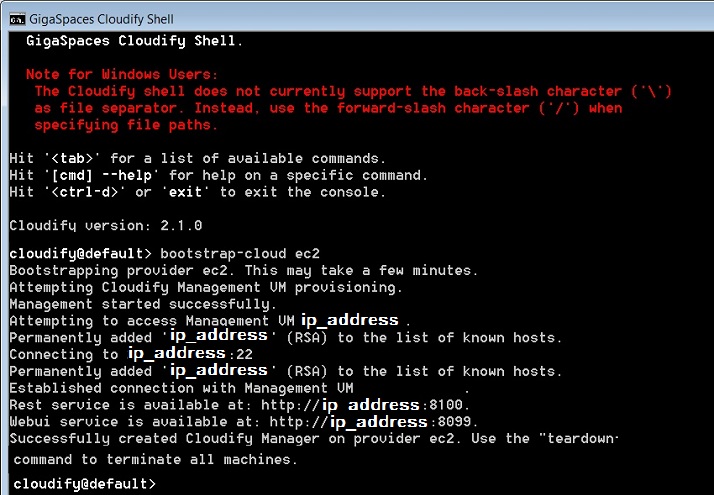 GigaSpaces Cloudify Shell
GigaSpaces Cloudify Shell.
Note for Windows Users:
The Cloudify shell does not currently support the back-slash character ('\')
as file separator. Instead, use the forward-slash character ('/') when
specifying file paths.
Hit '<tab>' for a list of available commands.
Hit '[cmd] --help' for help on a specific command.
Hit '<ctrl-d>' or 'exit' to exit the console.
Cloudify version: 2.1.0
cloudify@default> bootstrap-cloud ec2
Bootstrapping provider ec2. This may take a few minutes.
Attempting Cloudify Management VM provisioning.
Management started successfully.
Attempting to access Management VM ip_address .
Permanently added 'ip_address' (RSA) to the list of known hosts.
Connecting to ip_address:22
Permanently added 'ip_address' (RSA) to the list of known hosts.
Established connection with Management VM .
Rest service is available at: http://ip_address:8100.
Webui service is available at: http://ip_address:8099.
Successfully created Cloudify Manager on provider ec2. Use the "teardown
command to terminate all machines.
cloudify@default>